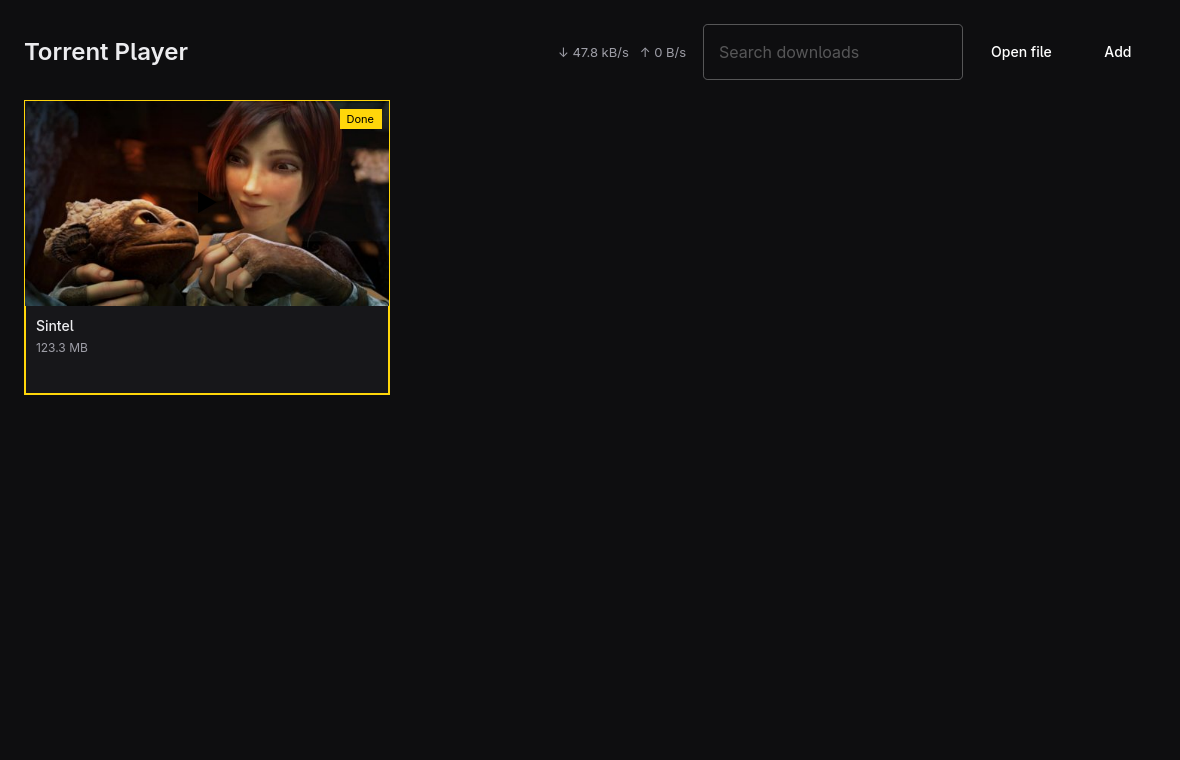 Torrent Player
↓ 47.8 kB/s ↑ 0 B/s
Search downloads
Open file
Add
Done
Sintel
123.3 MB